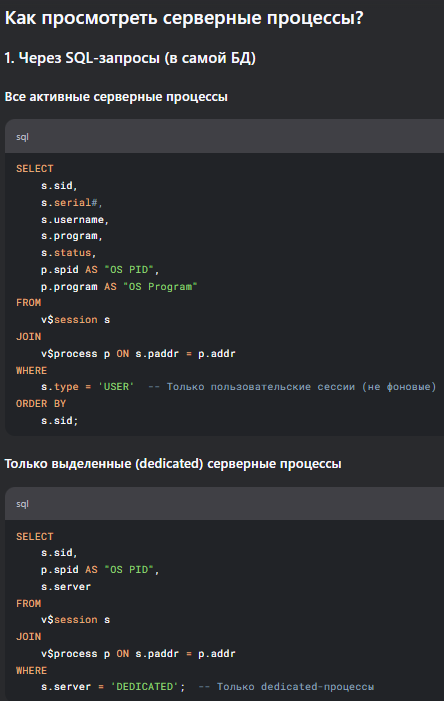 Как просмотреть серверные процессы?
1. Через SQL-запросы (в самой БД)
Все активные серверные процессы
sql
SELECT
    s.sid,
    s.serial#,
    s.username,
    s.program,
    s.status,
    p.spid AS "OS PID",
    p.program AS "OS Program"
FROM
    v$session s
JOIN
    v$process p ON s.paddr = p.addr
WHERE
    s.type = 'USER'  -- Только пользовательские сессии (не фоновые)
ORDER BY
    s.sid;
Только выделенные (dedicated) серверные процессы
sql
SELECT
    s.sid,
    p.spid AS "OS PID",
    s.server
FROM
    v$session s
JOIN
    v$process p ON s.paddr = p.addr
WHERE
    s.server = 'DEDICATED';  -- Только dedicated-процессы